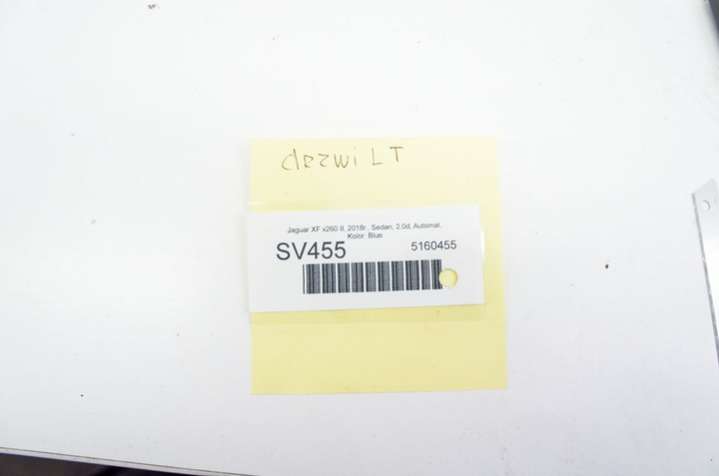 drzwi LT
Jaguar XF x260 II, 2018r., Sedan, 2.0d, Automat,
Kolor: Blue
SV455
5160455